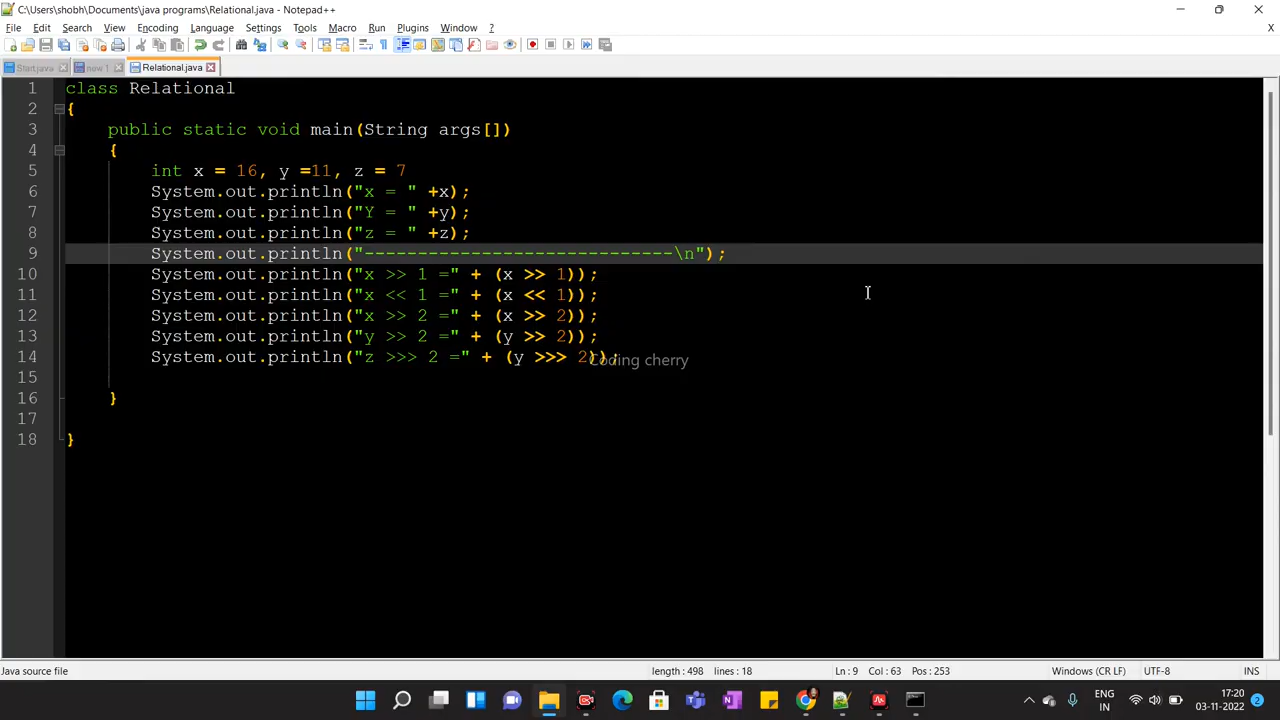 C:\Users\shobh\Documents\java programs\Relational.java - Notepad++
File Edit Search View Encoding Language Settings Tools Macro Run Plugins Window ? X
Start.java new 1 Relational.java
1 class Relational
2 {
3 public static void main(String args[])
4 {
5 int x = 16, y =11, z = 7
6 System.out.println("x = " +x);
7 System.out.println("Y = " +y);
8 System.out.println("z = " +z);
9 System.out.println("-----------------------------\n");
10 System.out.println("x >> 1 =" + (x >> 1));
11 System.out.println("x << 1 =" + (x << 1));
12 System.out.println("x >> 2 =" + (x >> 2));
13 System.out.println("y >> 2 =" + (y >> 2));
14 System.out.println("z >>> 2 =" + (y >>> 2));
Coding cherry
15
16 }
17
18 }
Java source file length : 498 lines : 18 Ln : 9 Col : 63 Pos : 253 Windows (CR LF) UTF-8 INS
ENG
IN
17:20
03-11-2022
2